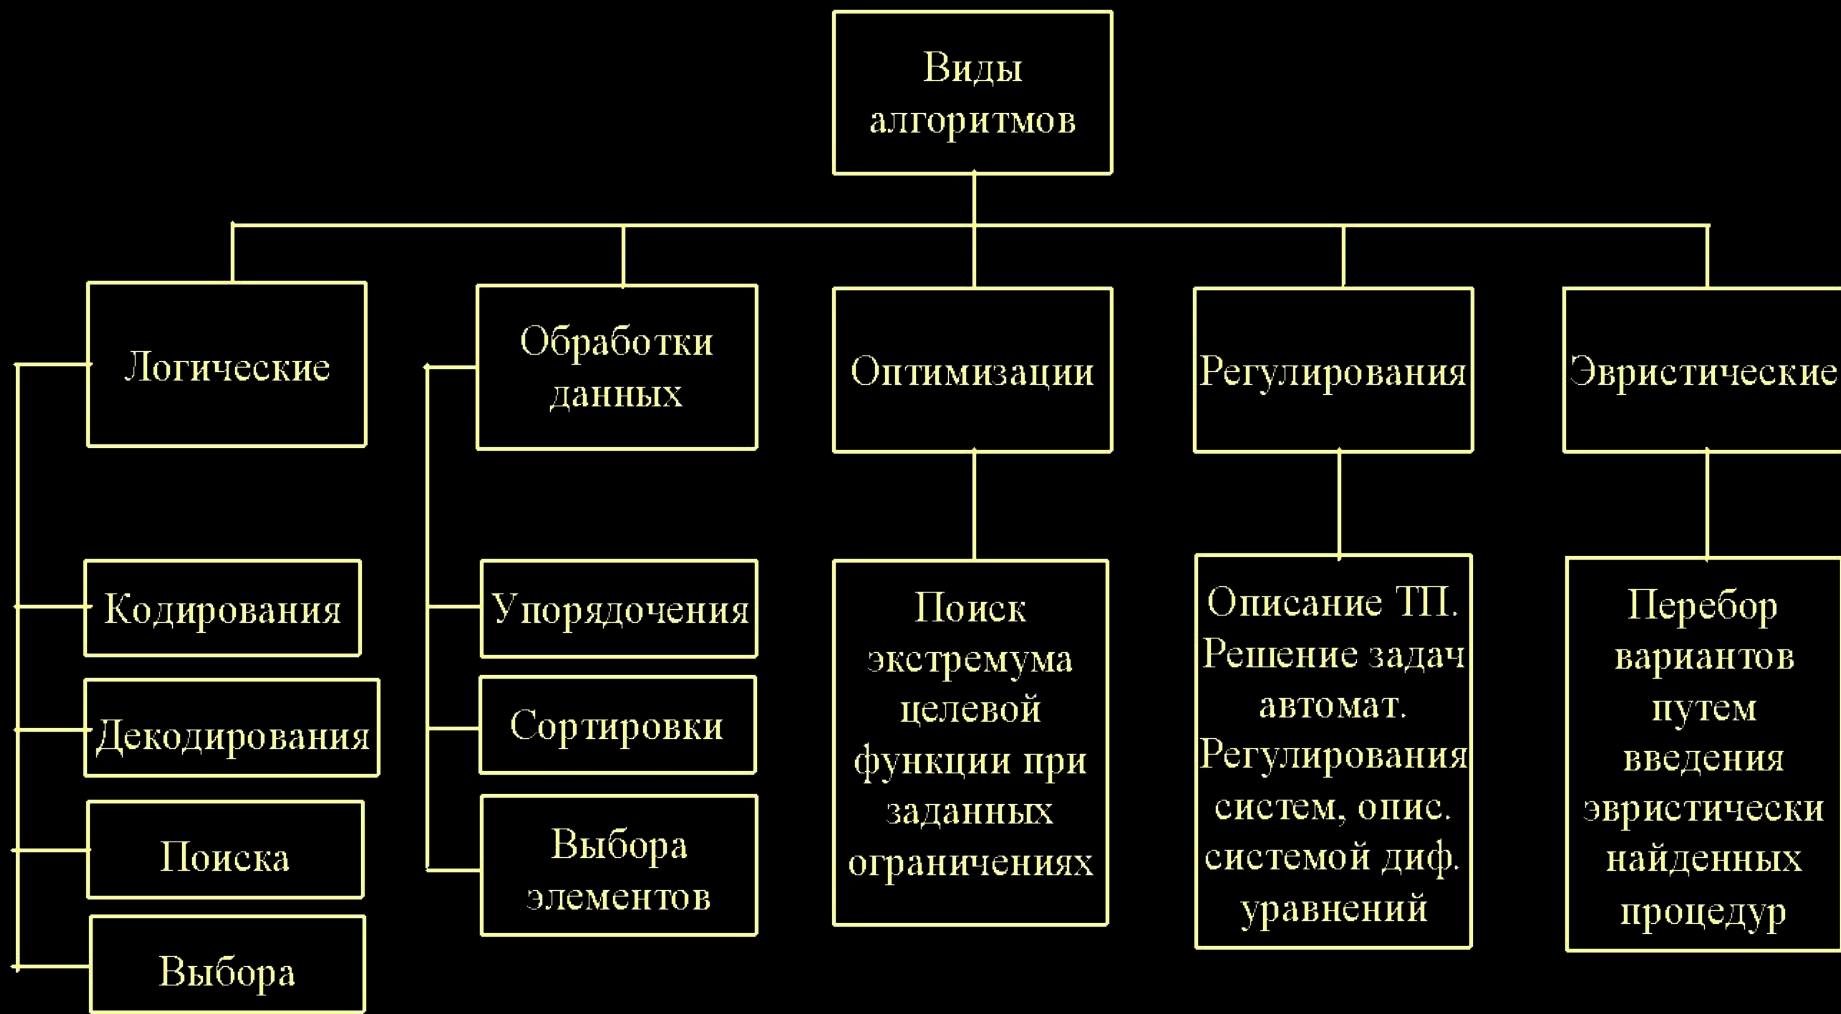 Виды
алгоритмов
Логические
Обработки
данных
Оптимизации
Регулирования
Эвристические
Кодирования
Декодирования
Поиска
Выбора
Упорядочения
Сортировки
Выбора
элементов
Поиск
экстремума
целевой
функции при
заданных
ограничениях
Описание ТП.
Решение задач
автомат.
Регулирования
систем, опис.
системой диф.
уравнений
Перебор
вариантов
путем
введения
эвристически
найденных
процедур